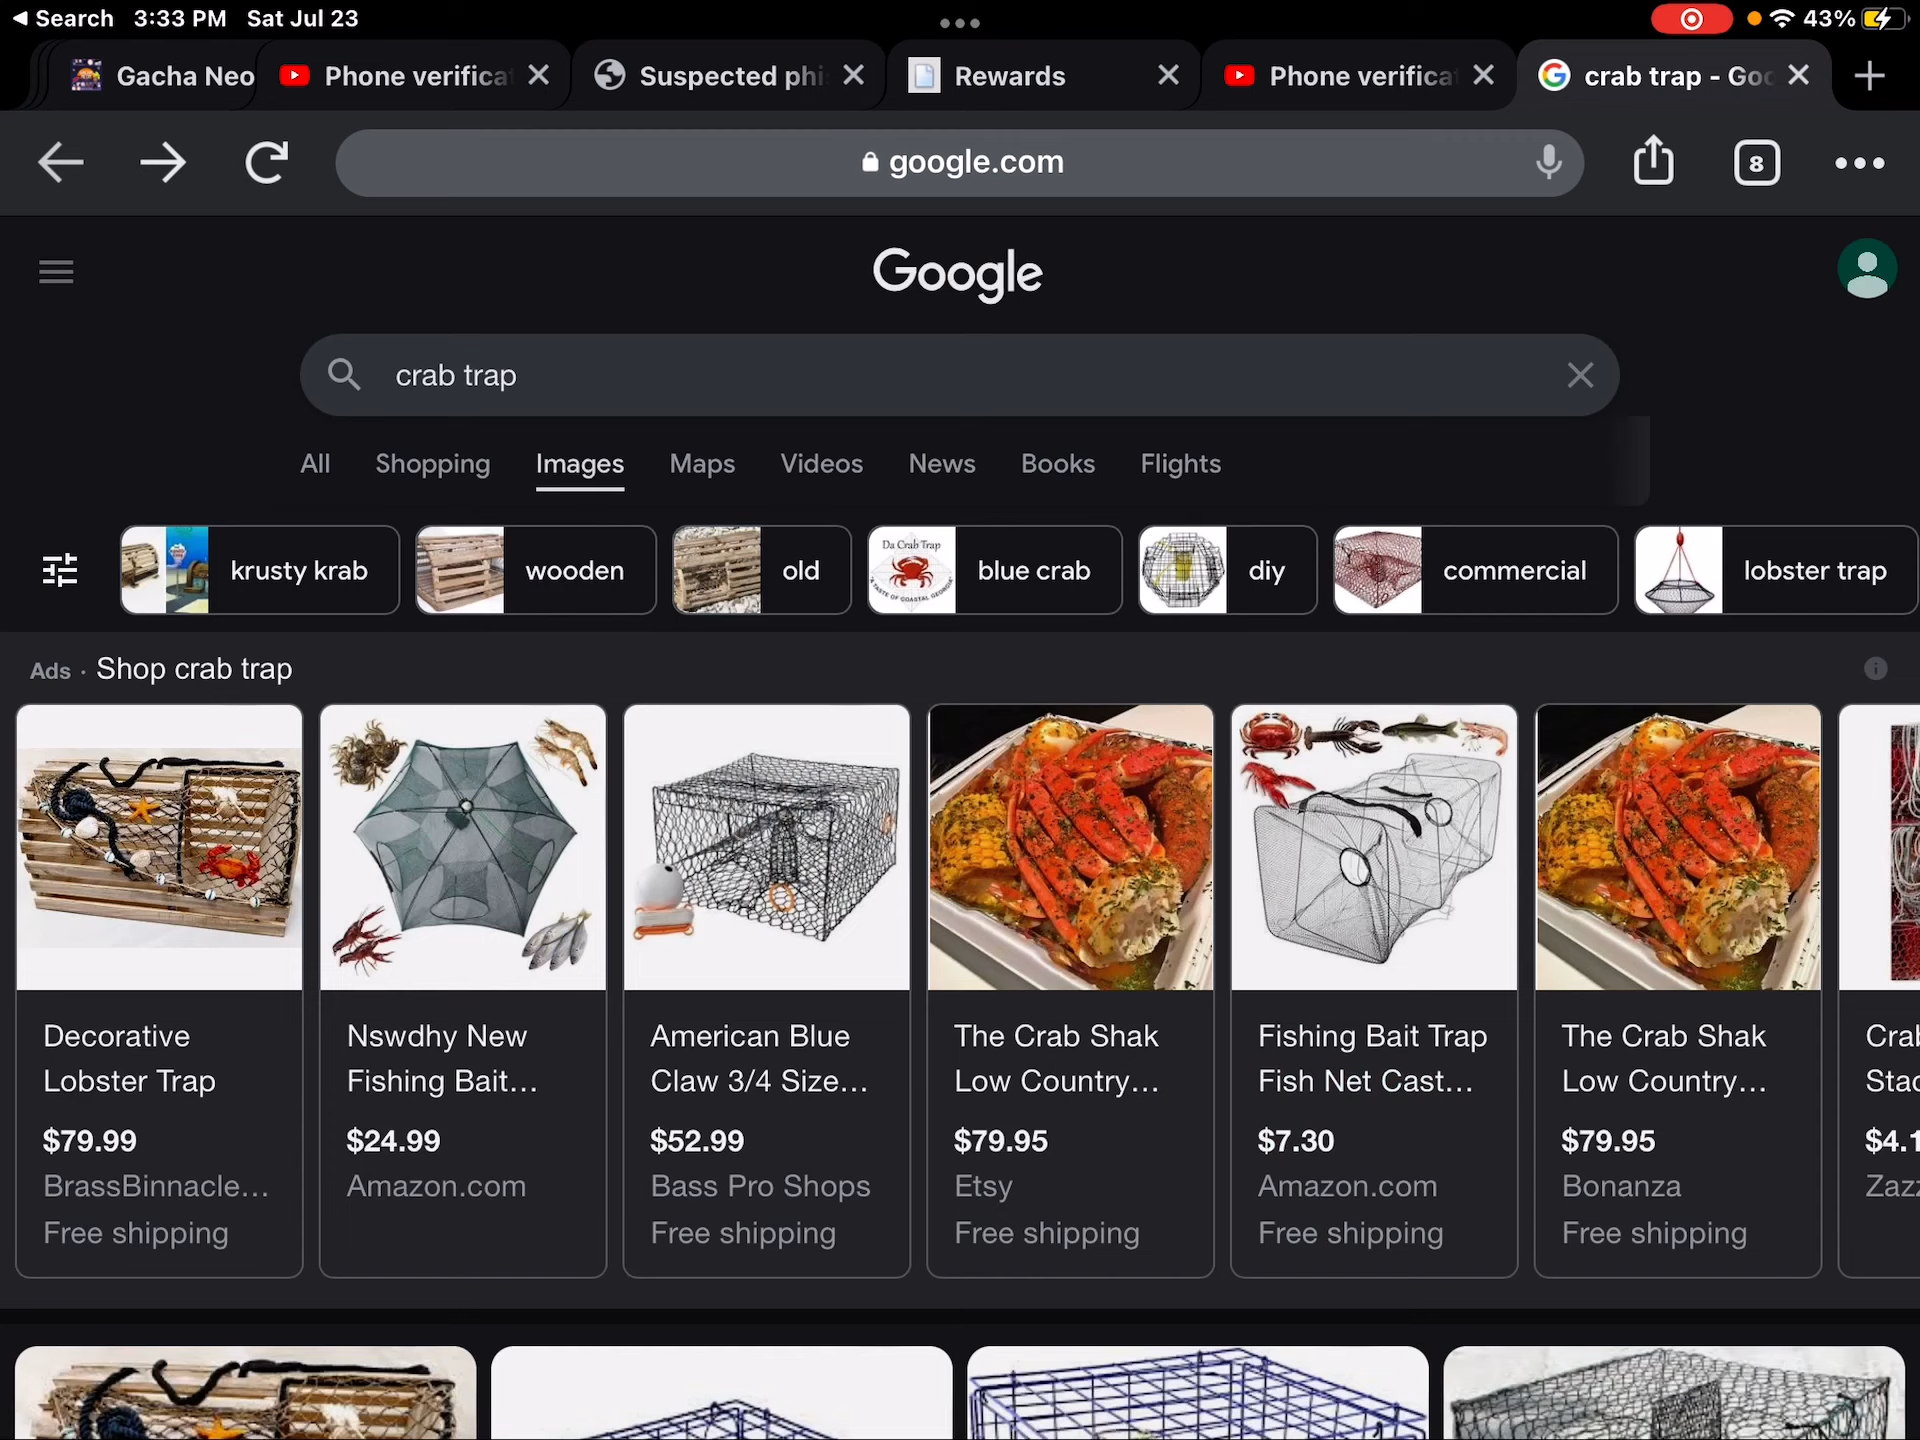 Search 3:33 PM Sat Jul 23
43%
Gacha Neo
Phone verifica
Suspected phi
Rewards
Phone verifica
crab trap - Goo
google.com
8
Google
crab trap
All Shopping Images Maps Videos News Books Flights
krusty krab
wooden
old
Da Crab Trap
blue crab
diy
commercial
lobster trap
Ads · Shop crab trap
Decorative
Lobster Trap
$79.99
BrassBinnacle...
Free shipping
Nswdhy New
Fishing Bait...
$24.99
Amazon.com
American Blue
Claw 3/4 Size...
$52.99
Bass Pro Shops
Free shipping
The Crab Shak
Low Country...
$79.95
Etsy
Free shipping
Fishing Bait Trap
Fish Net Cast...
$7.30
Amazon.com
Free shipping
The Crab Shak
Low Country...
$79.95
Bonanza
Free shipping
Crab
Stac
$4.1
Zazz